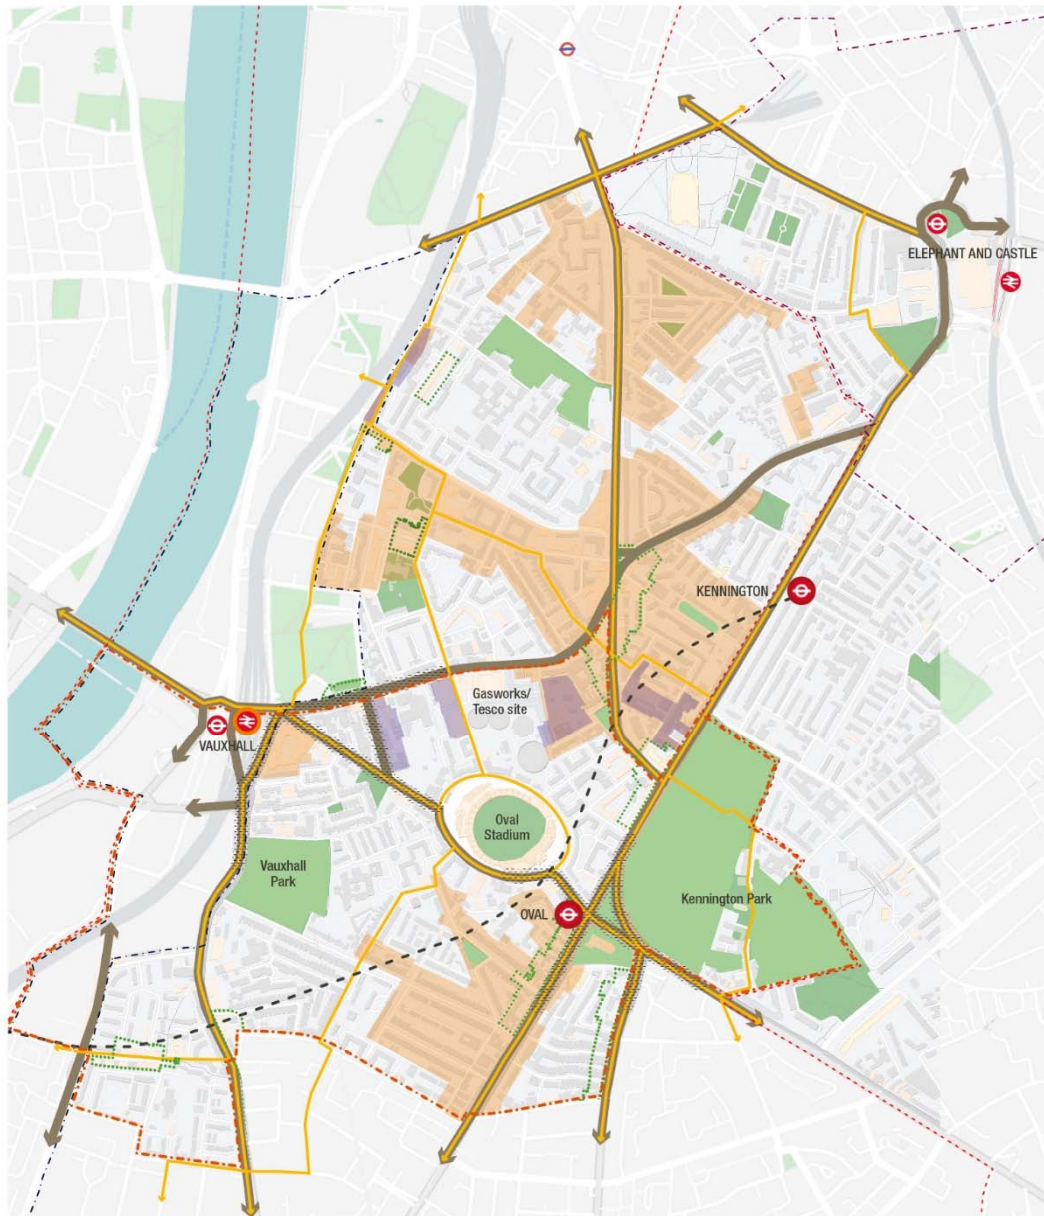 ELEPHANT AND CASTLE
KENNINGTON
Gasworks/
Tesco site
VAUXHALL
Oval
Stadium
Vauxhall
Park
Kennington Park
OVAL